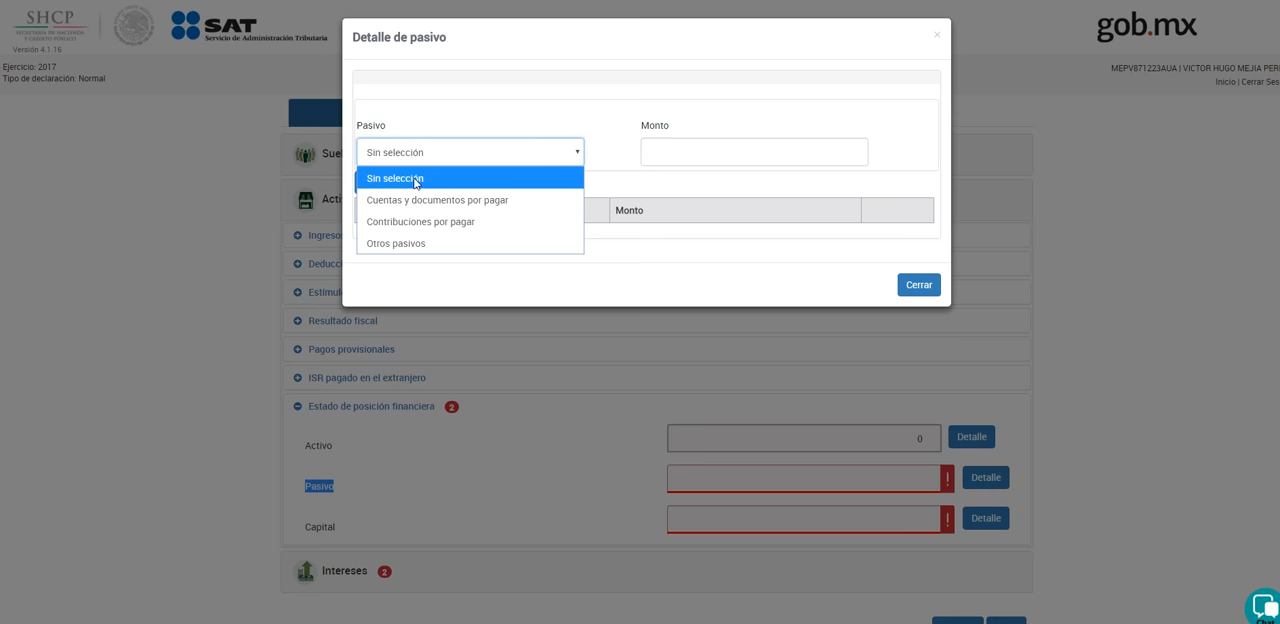 SHCP
SECRETARÍA DE HACIENDA
Y CRÉDITO PÚBLICO
SAT
Servicio de Administración Tributaria
Versión 4.1.16
gob.mx
Ejercicio: 2017
Tipo de declaración: Normal
MEPV871223AUA | VICTOR HUGO MEJIA PER
Inicio | Cerrar Ses
Detalle de pasivo
×
Pasivo
Monto
Sin selección
Sin selección
Cuentas y documentos por pagar
Contribuciones por pagar
Otros pasivos
Monto
Cerrar
Sue
Acti
Ingreso
Deducc
Estímul
Resultado fiscal
Pagos provisionales
ISR pagado en el extranjero
Estado de posición financiera 2
Activo 0 Detalle
Pasivo ! Detalle
Capital ! Detalle
Intereses 2
Chat